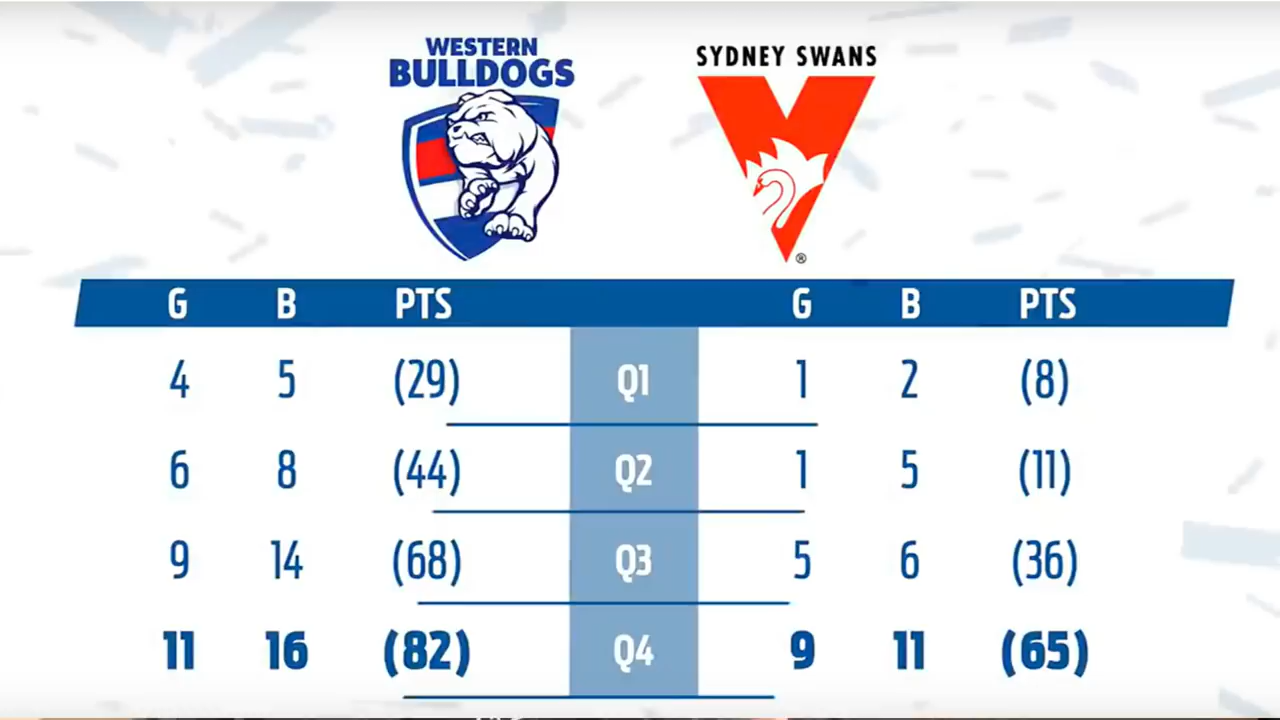 WESTERN
BULLDOGS
SYDNEY SWANS
®
G B PTS G B PTS
4 5 (29) Q1 1 2 (8)
6 8 (44) Q2 1 5 (11)
9 14 (68) Q3 5 6 (36)
11 16 (82) Q4 9 11 (65)